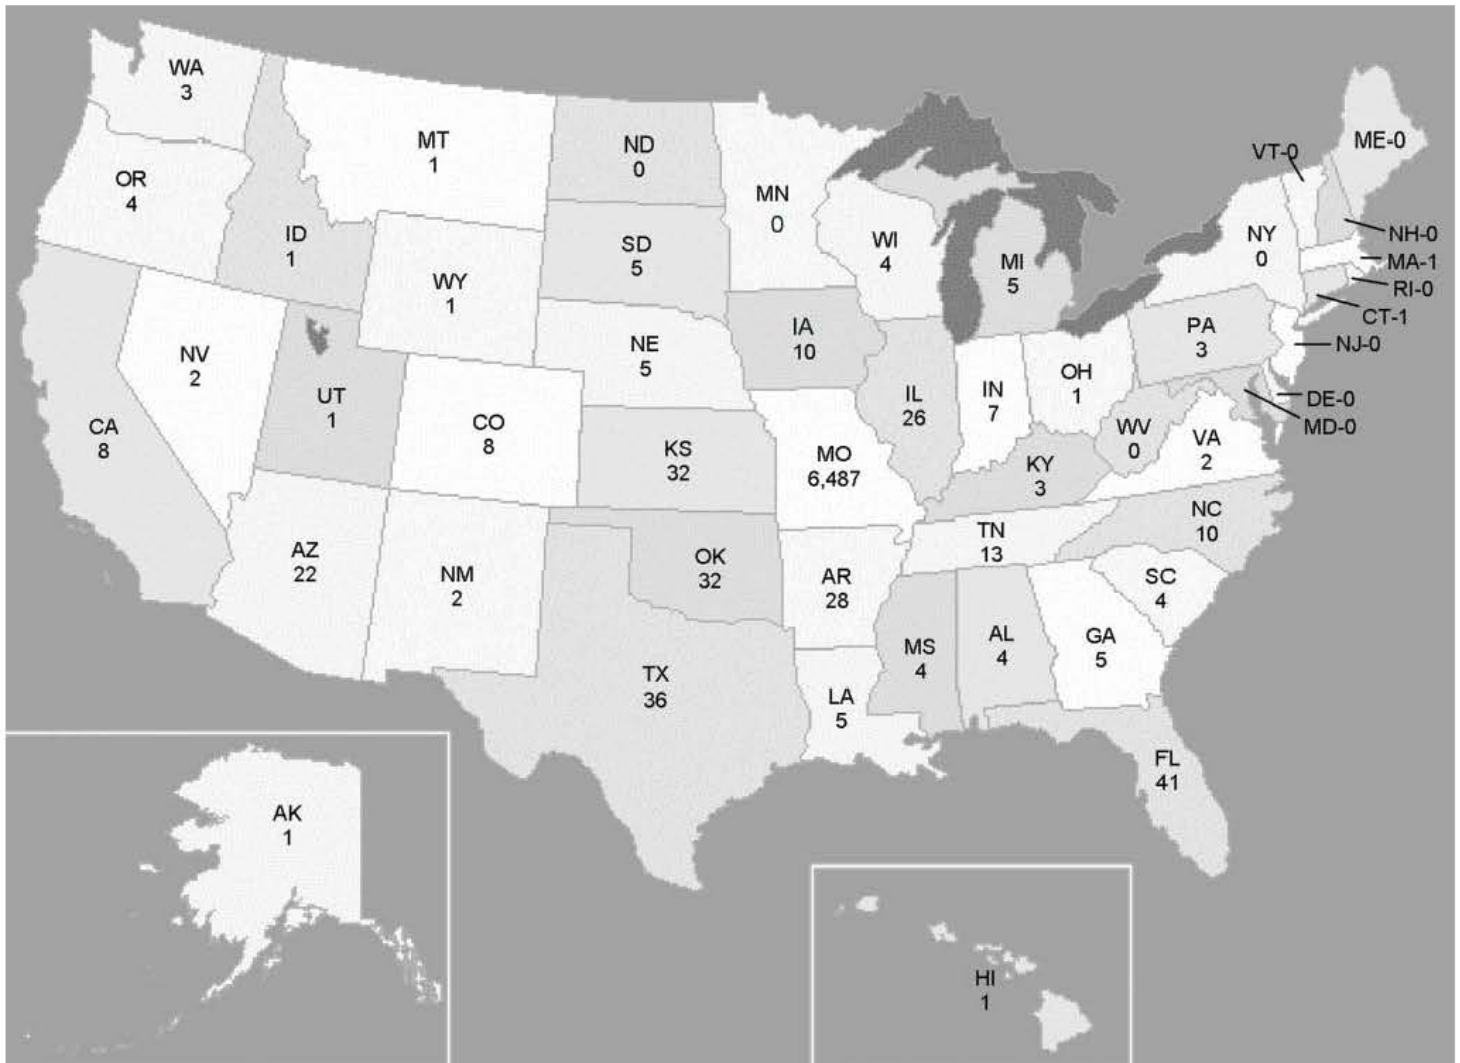 WA
3
MT
1
ND
0
MN
0
OR
4
ID
1
SD
5
WY
1
WI
4
MI
5
VT-0
ME-0
NY
0
NH-0
MA-1
RI-0
CT-1
NJ-0
PA
3
DE-0
MD-0
NV
2
UT
1
CA
8
CO
8
NE
5
IA
10
IL
26
IN
7
OH
1
WV
0
VA
2
KS
32
MO
6,487
KY
3
NC
10
TN
13
SC
4
AZ
22
NM
2
OK
32
AR
28
MS
4
AL
4
GA
5
TX
36
LA
5
FL
41
AK
1
HI
1